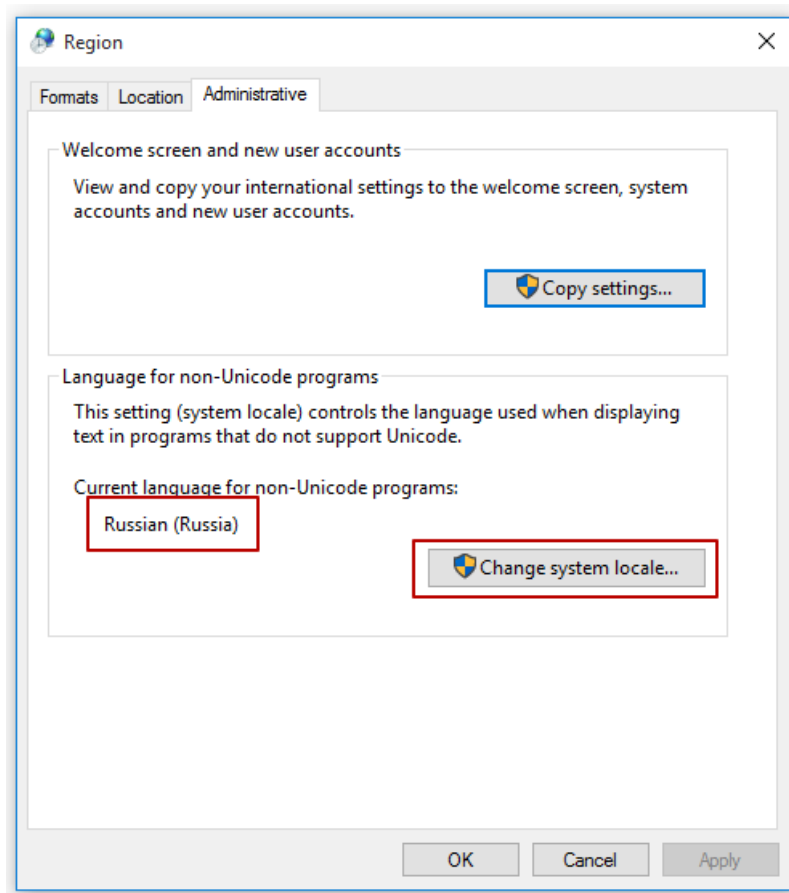 Region
Formats
Location
Administrative
Welcome screen and new user accounts
View and copy your international settings to the welcome screen, system
accounts and new user accounts.
Copy settings...
Language for non-Unicode programs
This setting (system locale) controls the language used when displaying
text in programs that do not support Unicode.
Current language for non-Unicode programs:
Russian (Russia)
Change system locale...
OK
Cancel
Apply